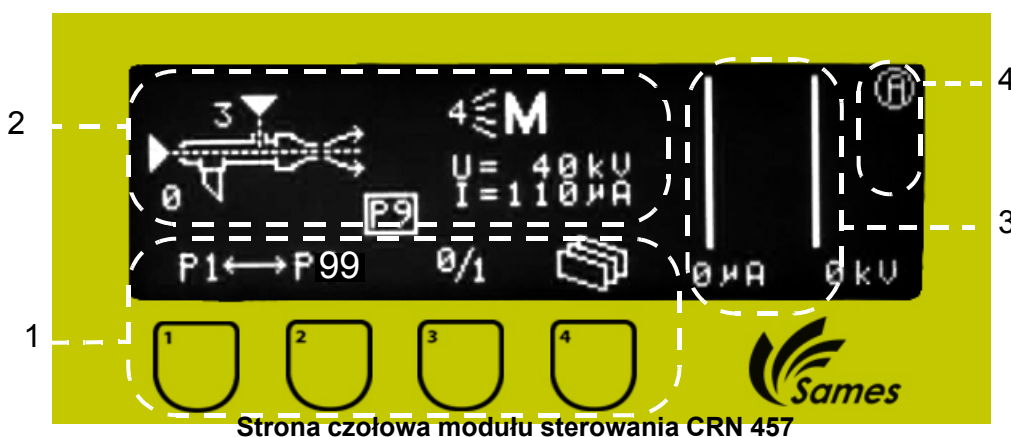 2
3
4
M
4
Ⓐ
U= 40kV
I=110µA
0
P9
3
P1⟷P99
0/1
0µA
0kV
1
1
2
3
4
Sames
Strona czołowa modułu sterowania CRN 457